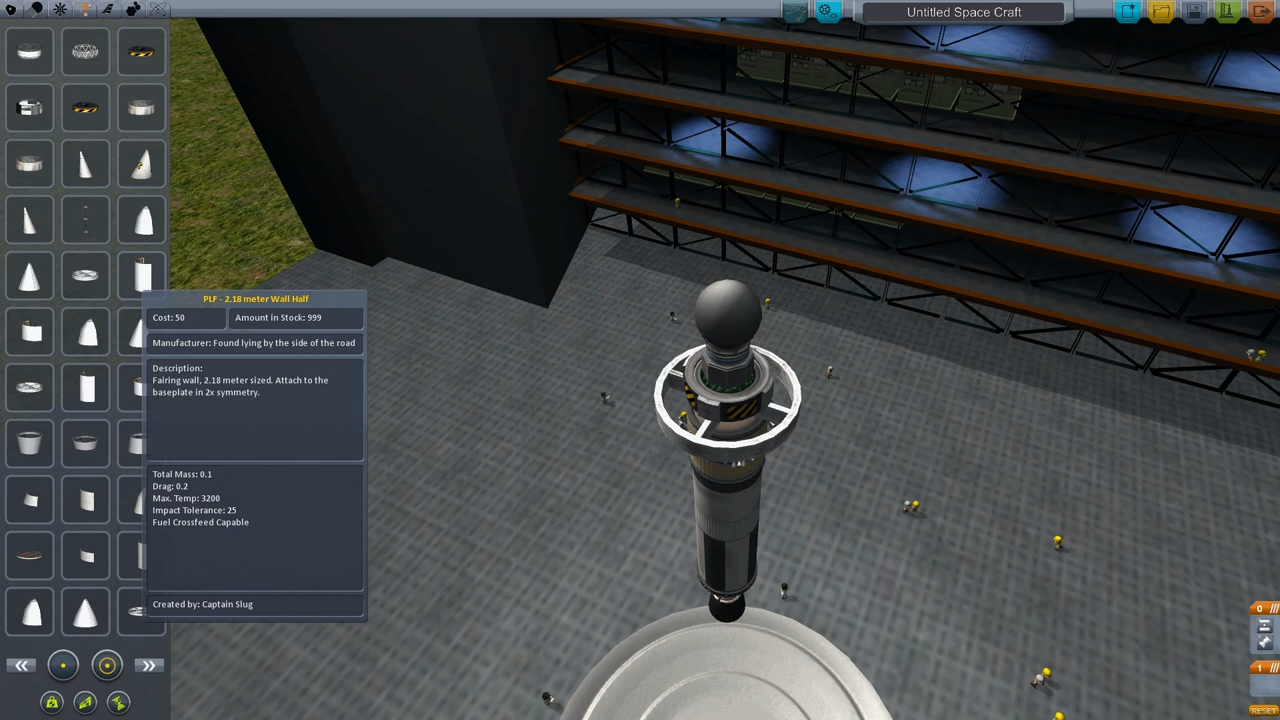 Untitled Space Craft
PLF - 2.18 meter Wall Half
Cost: 50
Amount in Stock: 999
Manufacturer: Found lying by the side of the road
Description:
Fairing wall, 2.18 meter sized. Attach to the
baseplate in 2x symmetry.
Total Mass: 0.1
Drag: 0.2
Max. Temp: 3200
Impact Tolerance: 25
Fuel Crossfeed Capable
Created by: Captain Slug
0
1
RESET